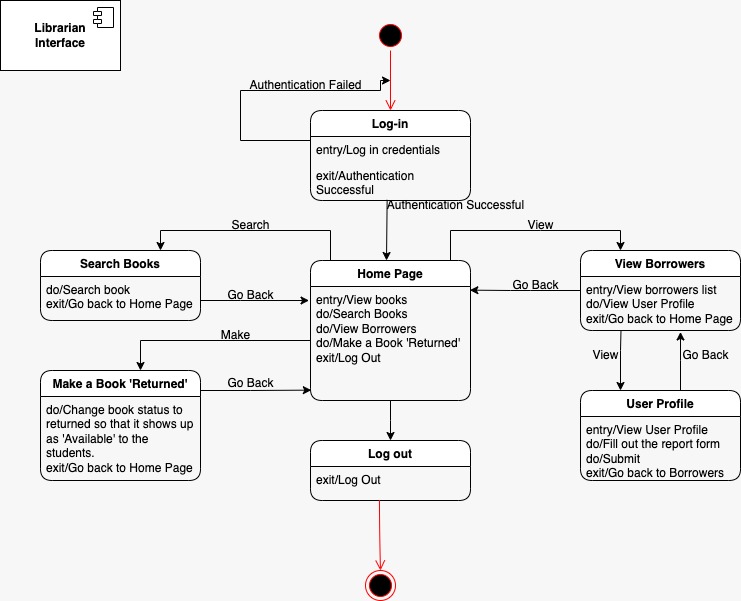 Librarian
Interface
Authentication Failed
Log-in
entry/Log in credentials
exit/Authentication
Successful
Authentication Successful
Search
View
Search Books
do/Search book
exit/Go back to Home Page
Go Back
Home Page
entry/View books
do/Search Books
do/View Borrowers
do/Make a Book 'Returned'
exit/Log Out
Go Back
View Borrowers
entry/View borrowers list
do/View User Profile
exit/Go back to Home Page
Make
View
Go Back
Make a Book 'Returned'
do/Change book status to
returned so that it shows up
as 'Available' to the
students.
exit/Go back to Home Page
Go Back
User Profile
entry/View User Profile
do/Fill out the report form
do/Submit
exit/Go back to Borrowers
Log out
exit/Log Out